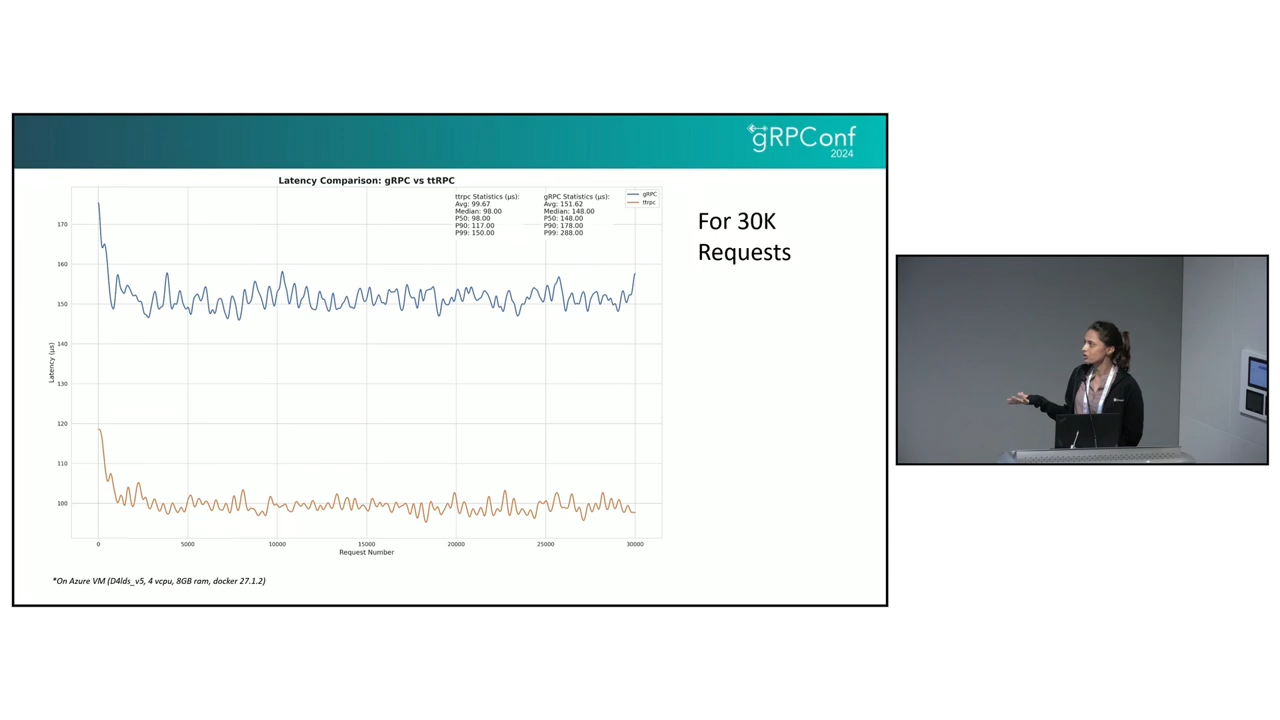 gRPConf
2024
Latency Comparison: gRPC vs ttRPC
ttrpc Statistics (µs):
Avg: 99.67
Median: 98.00
P50: 98.00
P90: 117.00
P99: 150.00
gRPC Statistics (µs):
Avg: 151.62
Median: 148.00
P50: 148.00
P90: 178.00
P99: 288.00
gRPC
ttrpc
For 30K
Requests
170
160
150
140
130
120
110
100
Latency (µs)
0 5000 10000 15000 20000 25000 30000
Request Number
*On Azure VM (D4lds_v5, 4 vcpu, 8GB ram, docker 27.1.2)